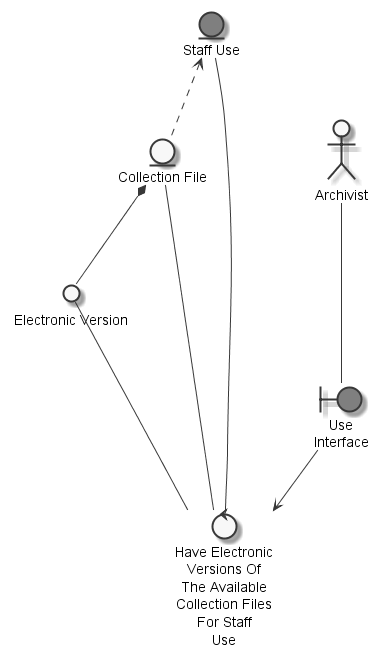 Staff Use
Collection File
Archivist
Electronic Version
Use
Interface
Have Electronic
Versions Of
The Available
Collection Files
For Staff
Use